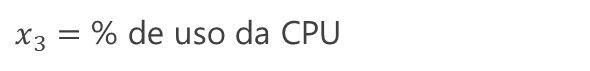 x₃ = % de uso da CPU